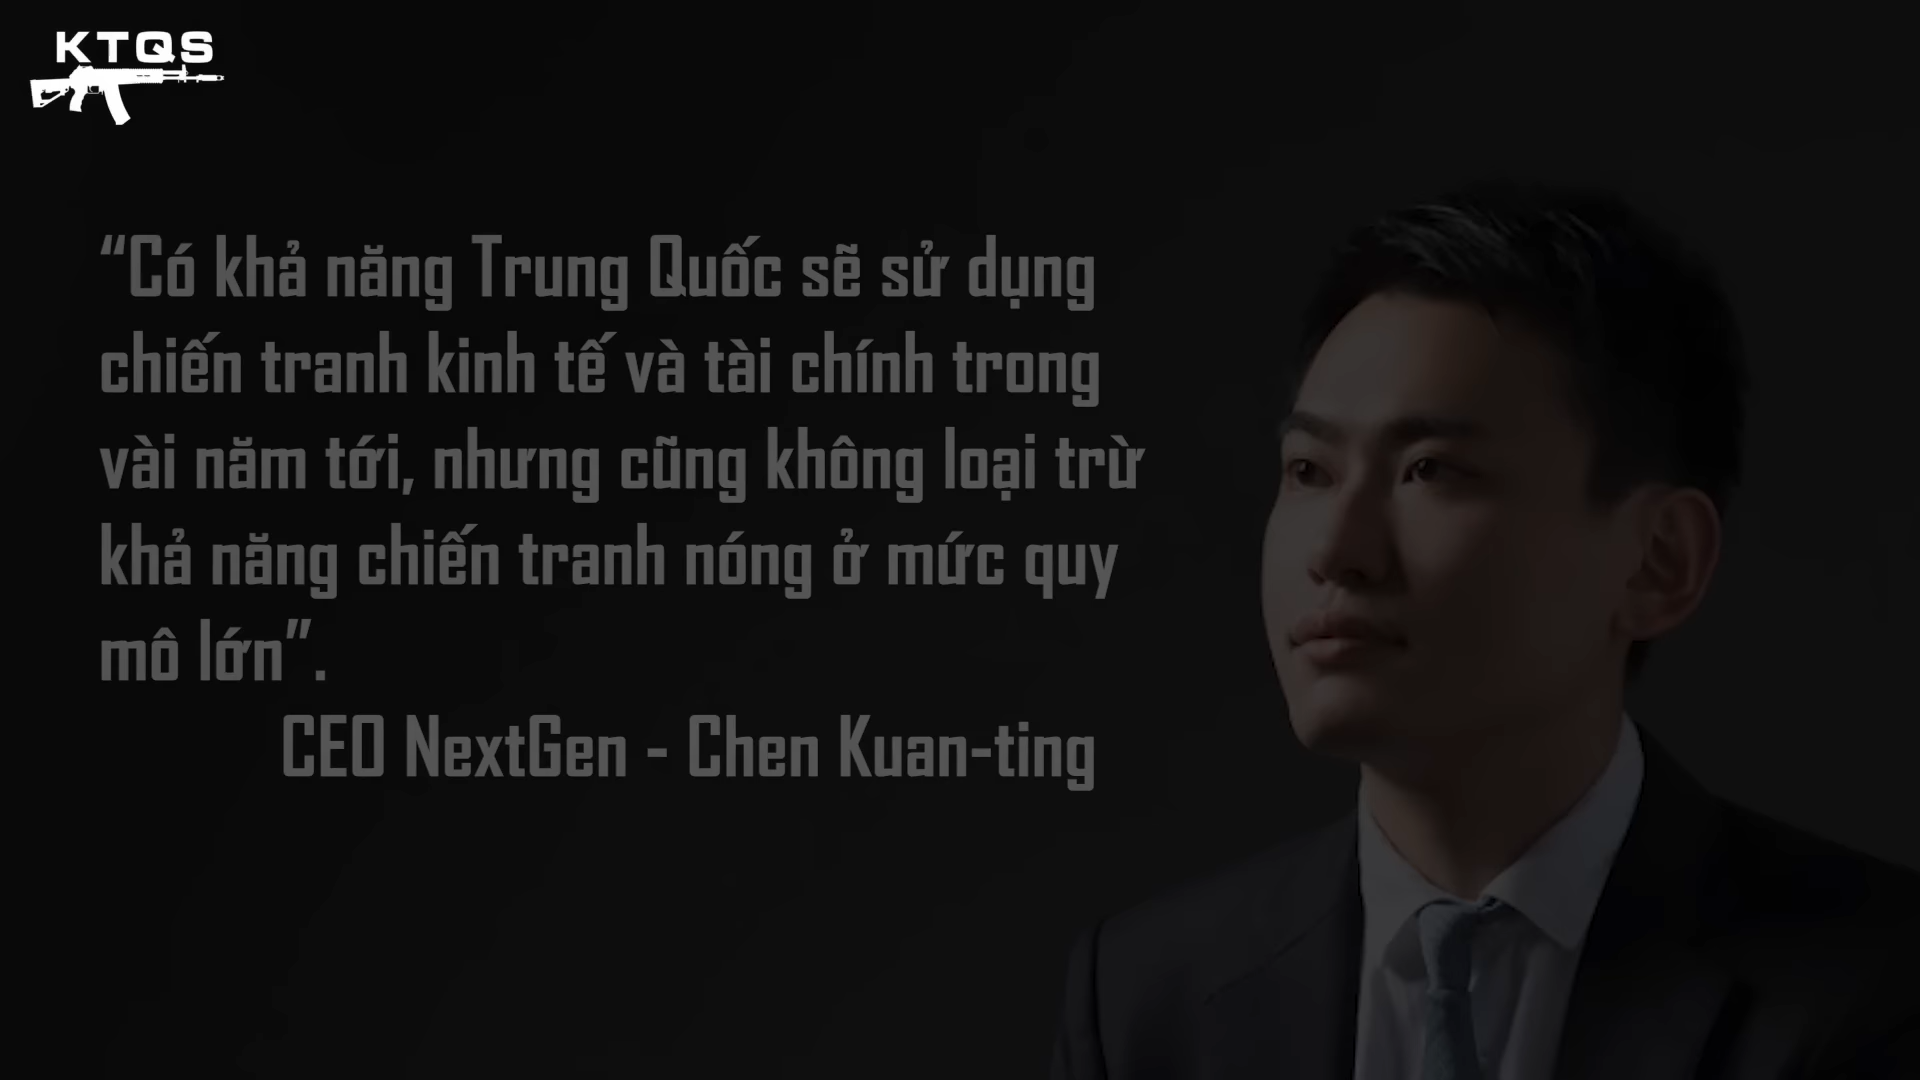 KTQS
“Có khả năng Trung Quốc sẽ sử dụng
chiến tranh kinh tế và tài chính trong
vài năm tới, nhưng cũng không loại trừ
khả năng chiến tranh nóng ở mức quy
mô lớn”.
CEO NextGen - Chen Kuan-ting